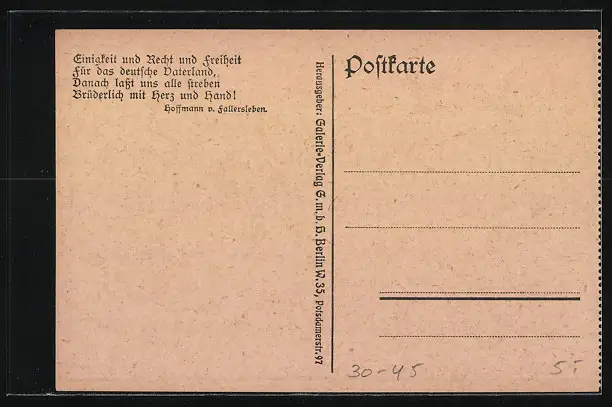 Einigkeit und Recht und Freiheit
Für das deutsche Vaterland,
Danach laßt uns alle streben
Brüderlich mit Herz und Hand!
Hoffmann v. Fallersleben.
Herausgeber: Galerie-Verlag G. m. b. H. Berlin W. 35, Potsdamerstr. 97
Postkarte
30-45
5,-